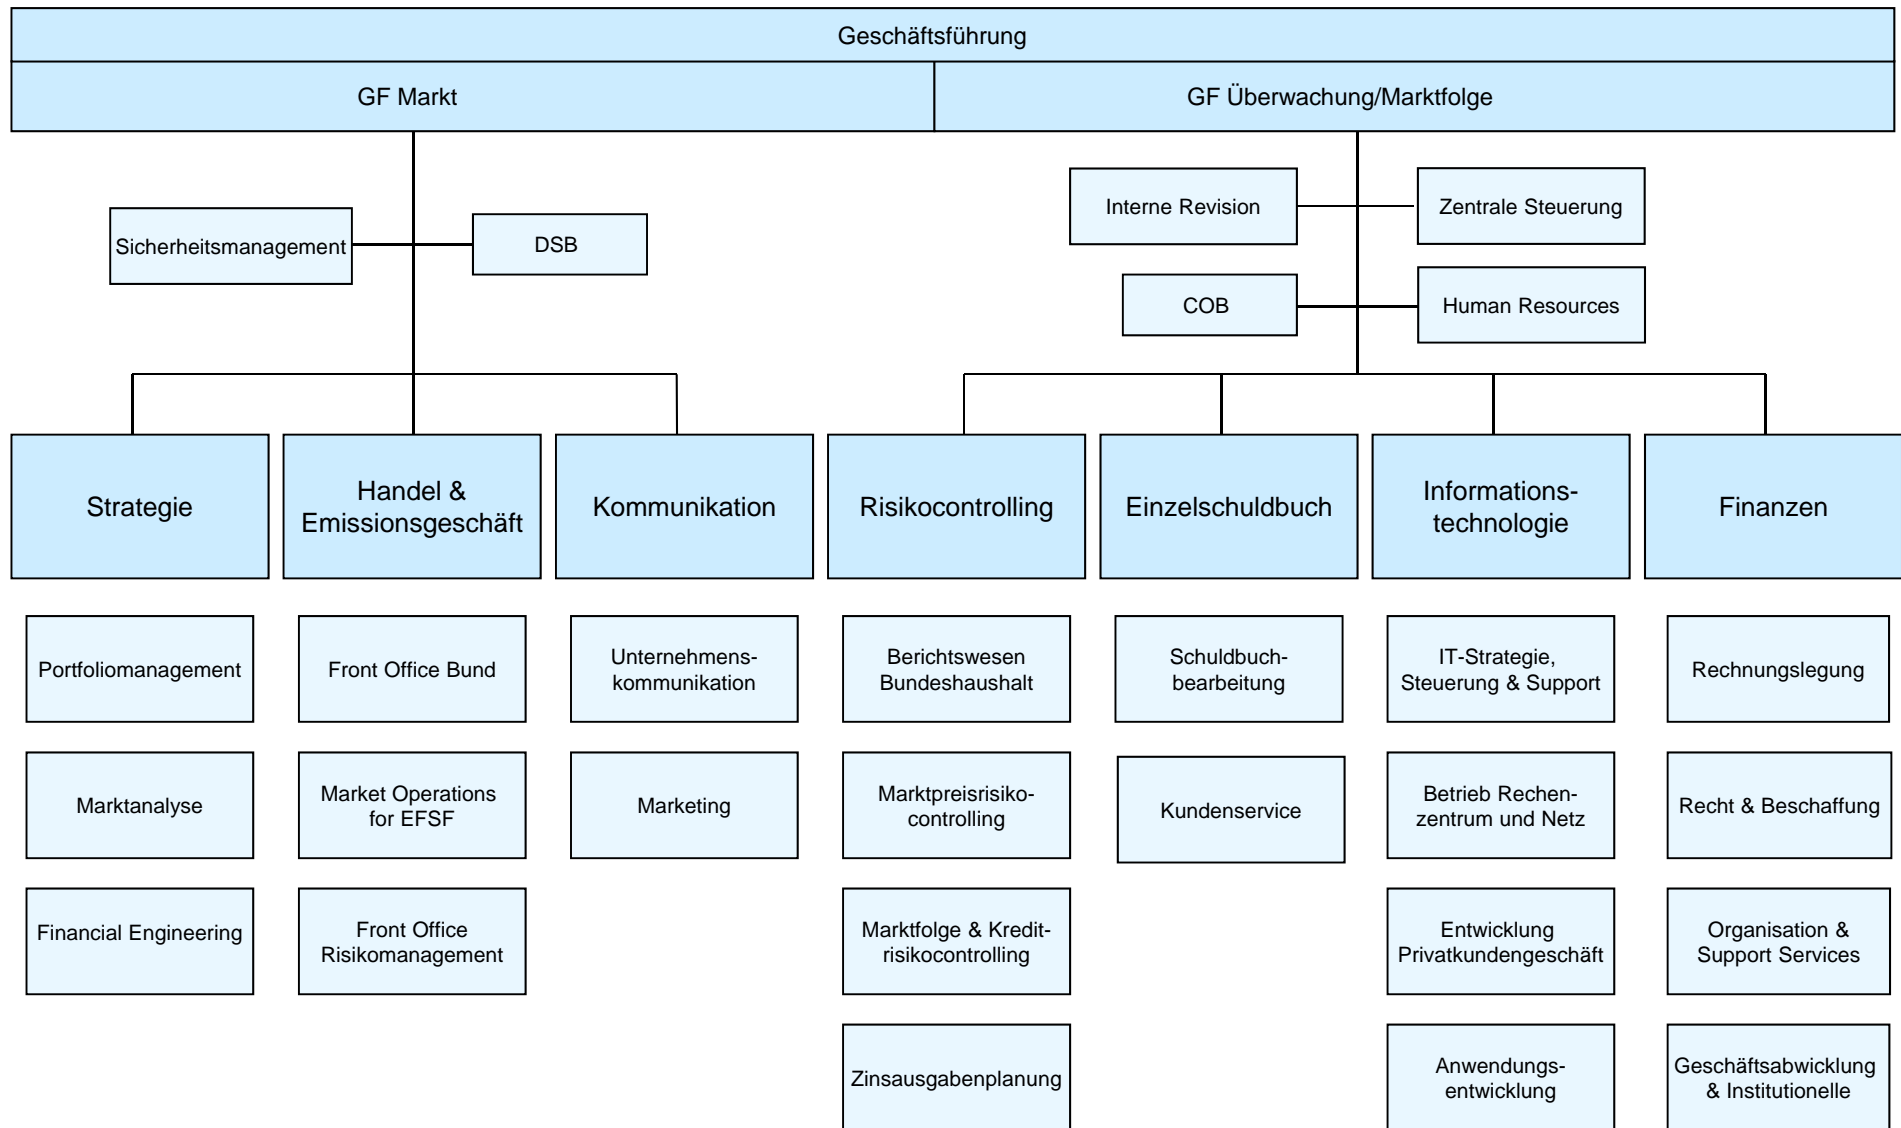 Geschäftsführung
GF Markt
GF Überwachung/Marktfolge
Interne Revision
Zentrale Steuerung
Sicherheitsmanagement
DSB
COB
Human Resources
Strategie
Handel &
Emissionsgeschäft
Kommunikation
Risikocontrolling
Einzelschuldbuch
Informations-
technologie
Finanzen
Portfoliomanagement
Front Office Bund
Unternehmens-
kommunikation
Berichtswesen
Bundeshaushalt
Schuldbuch-
bearbeitung
IT-Strategie,
Steuerung & Support
Rechnungslegung
Marktanalyse
Market Operations
for EFSF
Marketing
Marktpreisrisiko-
controlling
Kundenservice
Betrieb Rechen-
zentrum und Netz
Recht & Beschaffung
Financial Engineering
Front Office
Risikomanagement
Marktfolge & Kredit-
risikocontrolling
Entwicklung
Privatkundengeschäft
Organisation &
Support Services
Zinsausgabenplanung
Anwendungs-
entwicklung
Geschäftsabwicklung
& Institutionelle